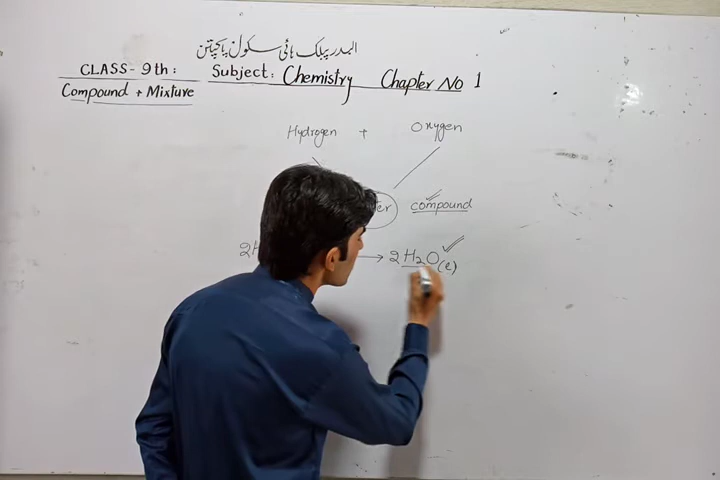 البدر پبلک ہائی سکول پاکپتن
CLASS- 9th: Subject: Chemistry Chapter No 1
Compound + Mixture
Hydrogen + Oxygen
compound
→ 2H₂O(l)